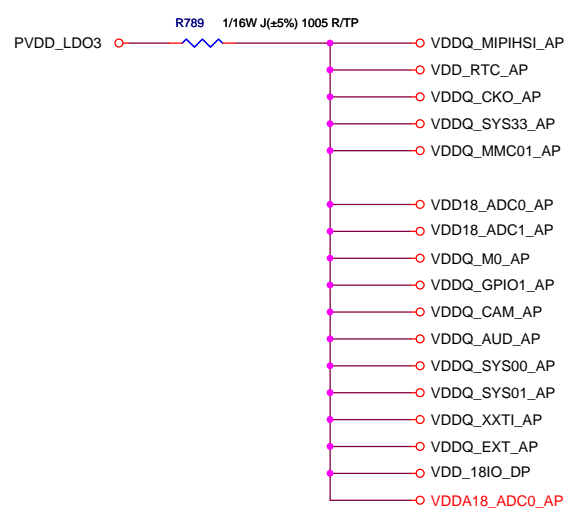 R789 1/16W J(±5%) 1005 R/TP
PVDD_LDO3
VDDQ_MIPIHSI_AP
VDD_RTC_AP
VDDQ_CKO_AP
VDDQ_SYS33_AP
VDDQ_MMC01_AP
VDD18_ADC0_AP
VDD18_ADC1_AP
VDDQ_M0_AP
VDDQ_GPIO1_AP
VDDQ_CAM_AP
VDDQ_AUD_AP
VDDQ_SYS00_AP
VDDQ_SYS01_AP
VDDQ_XXTI_AP
VDDQ_EXT_AP
VDD_18IO_DP
VDDA18_ADC0_AP